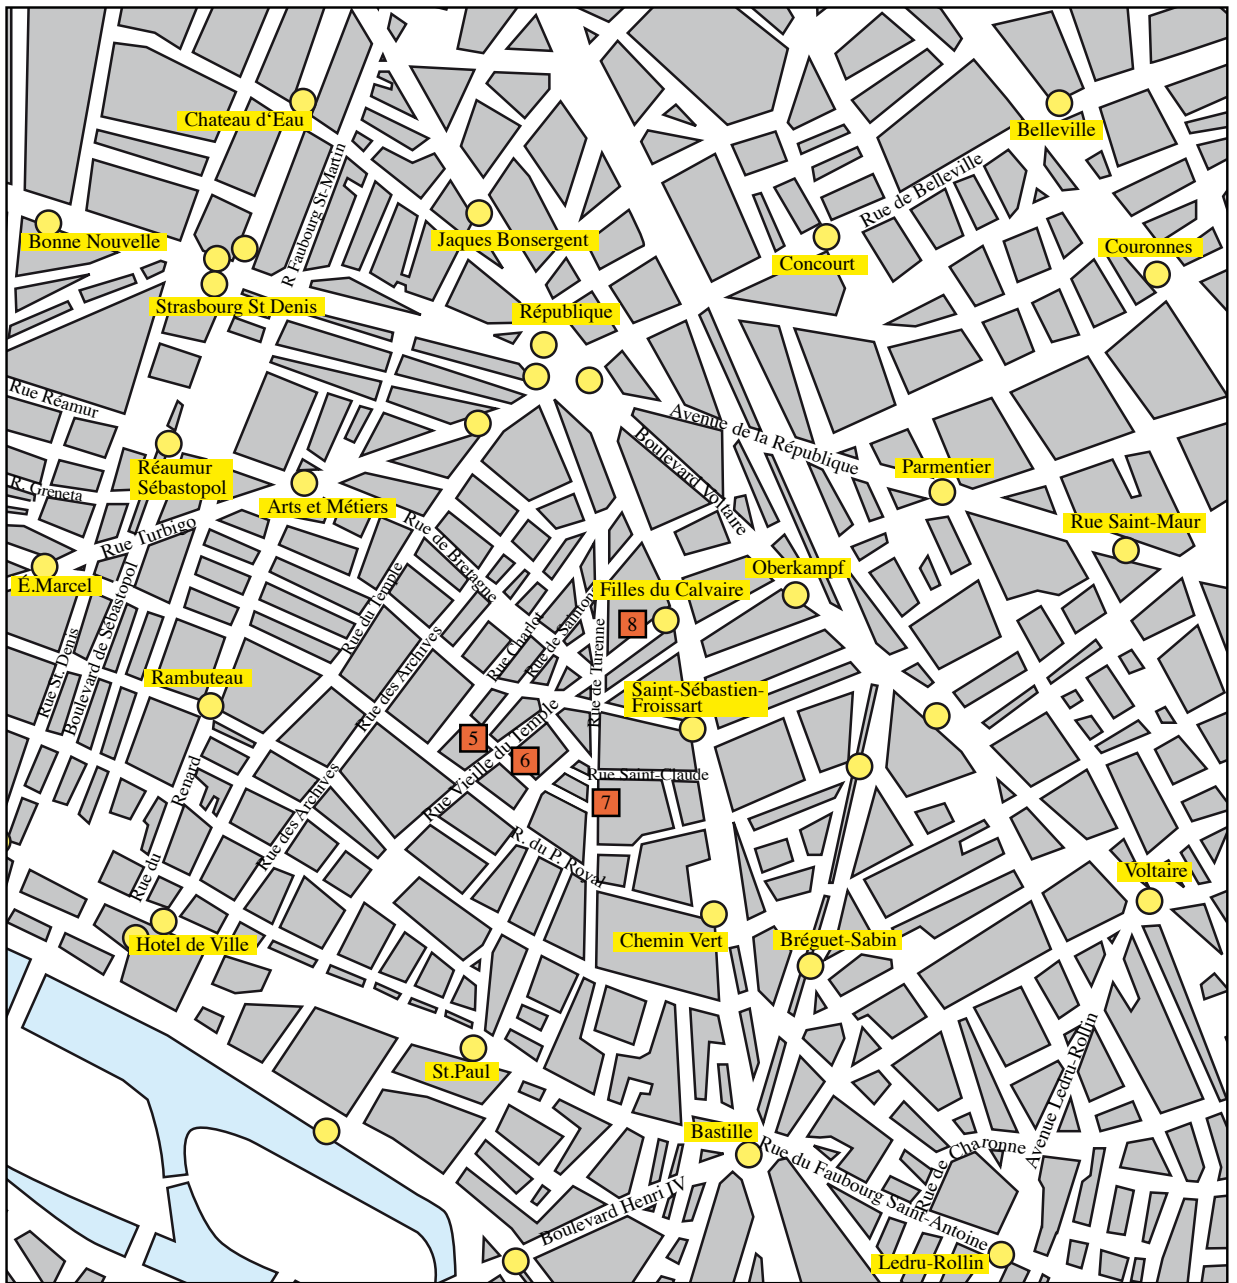 Chateau d‘Eau
Belleville
R Faubourg St-Martin
Rue de Belleville
Bonne Nouvelle
Jaques Bonsergent
Concourt
Couronnes
Strasbourg St Denis
République
Rue Réamur
Avenue de la République
Boulevard Voltaire
Réaumur
Sébastopol
R. Greneta
Arts et Métiers
Parmentier
Rue Turbigo
Rue de Bretagne
Rue Saint-Maur
É.Marcel
Boulevard de Sébastopol
Rue du Temple
Oberkampf
Filles du Calvaire
8
Rue Charlot
Rue de Saintong
Rue de Turenne
Rue St. Denis
Rue des Archives
Rambuteau
Saint-Sébastien-
Froissart
5
6
Rue Vieille du Temple
Rue Saint-Claude
7
Rue du Renard
Rue des Archives
R. du P. Royal
Voltaire
Hotel de Ville
Chemin Vert
Bréguet-Sabin
St.Paul
Avenue Ledru-Rollin
Bastille
Rue du Faubourg Saint-Antoine
Rue de Charonne
Boulevard Henri IV
Ledru-Rollin